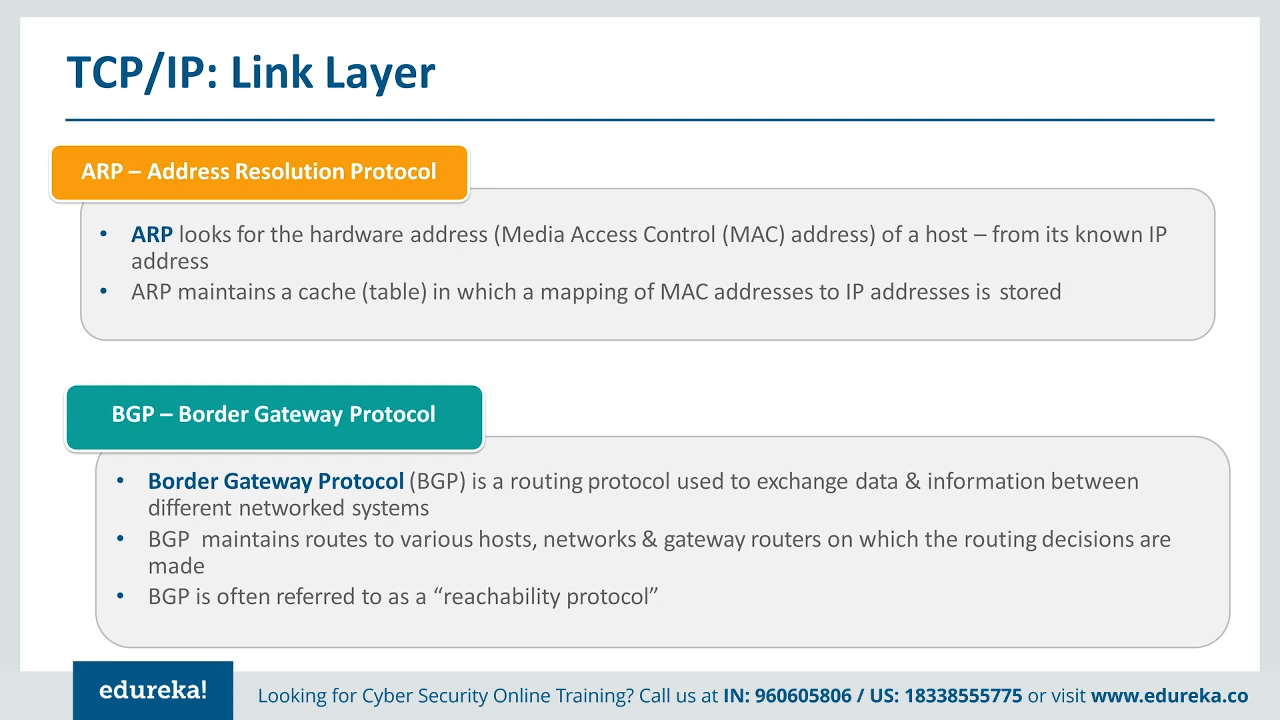 TCP/IP: Link Layer
ARP – Address Resolution Protocol
• ARP looks for the hardware address (Media Access Control (MAC) address) of a host – from its known IP
address
• ARP maintains a cache (table) in which a mapping of MAC addresses to IP addresses is stored
BGP – Border Gateway Protocol
• Border Gateway Protocol (BGP) is a routing protocol used to exchange data & information between
different networked systems
• BGP maintains routes to various hosts, networks & gateway routers on which the routing decisions are
made
• BGP is often referred to as a “reachability protocol”
edureka!
Looking for Cyber Security Online Training? Call us at IN: 960605806 / US: 18338555775 or visit www.edureka.co